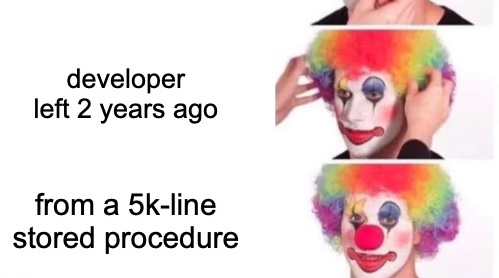 developer
left 2 years ago
from a 5k-line
stored procedure